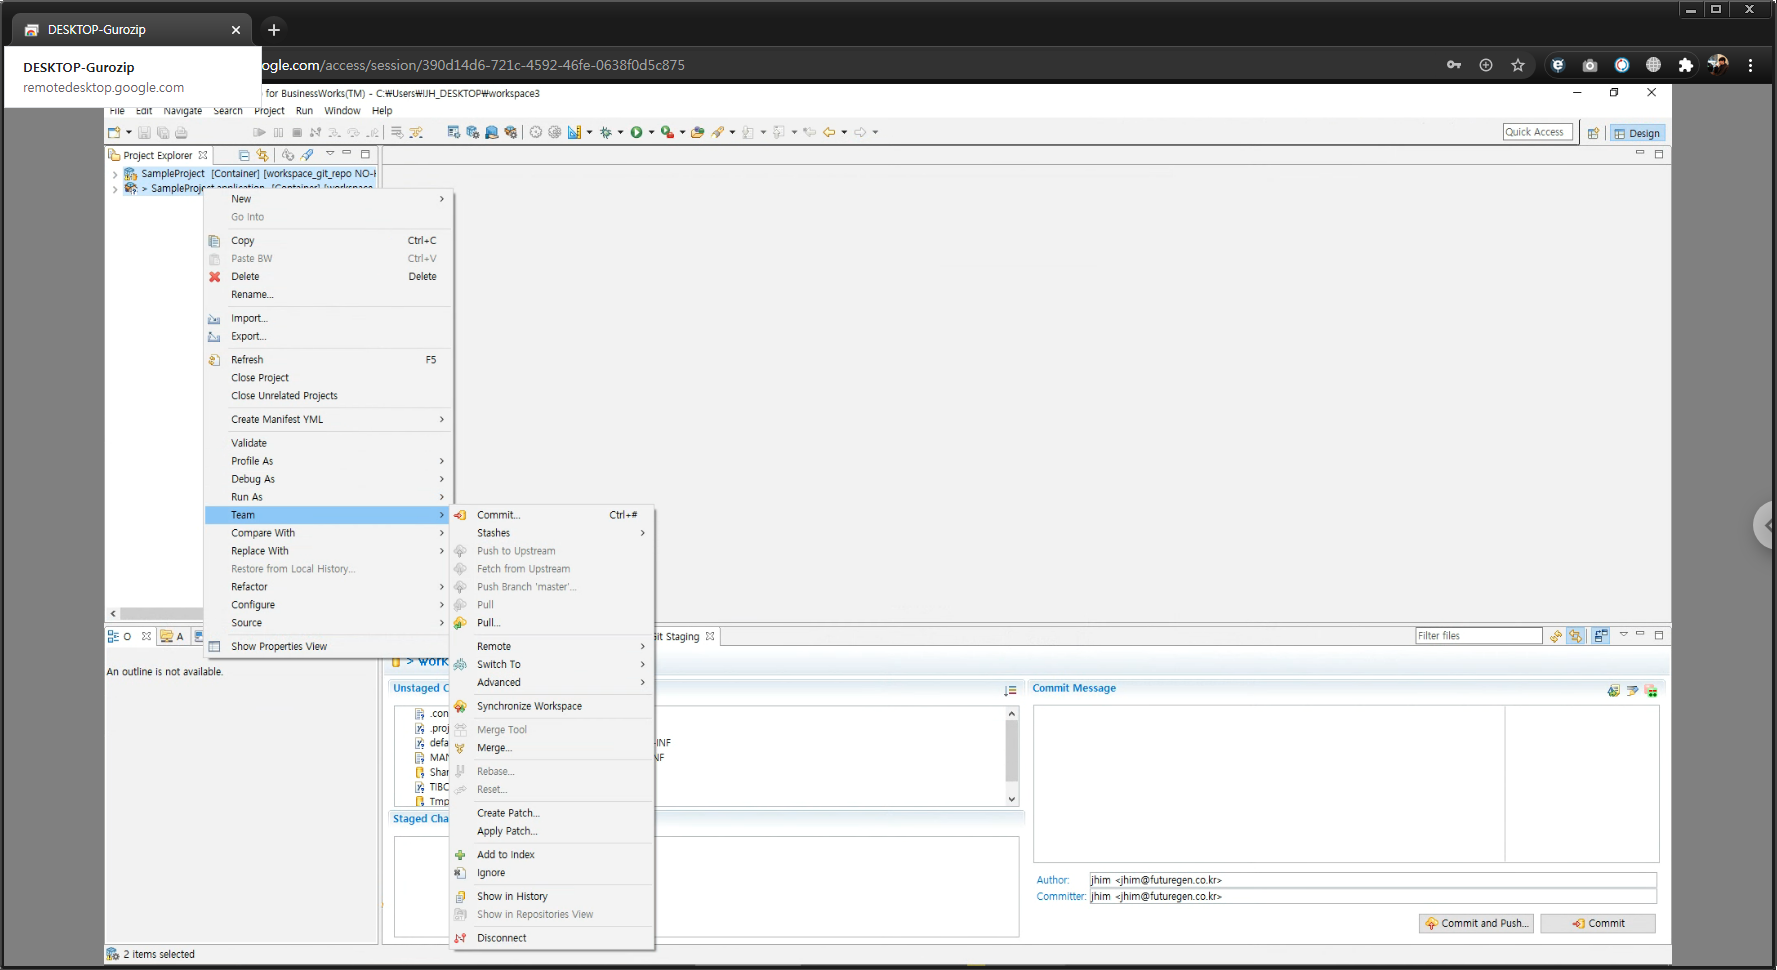 DESKTOP-Gurozip
DESKTOP-Gurozip
remotedesktop.google.com
ogle.com/access/session/390d14d6-721c-4592-46fe-0638f0d5c875
for BusinessWorks(TM) - C:₩Users₩IJH_DESKTOP₩workspace3
File Edit Navigate Search Project Run Window Help
Quick Access
Design
Project Explorer
SampleProject [Container] [workspace_git_repo NO-H
> SampleProject.application [Container] [workspace
New
Go Into
Copy Ctrl+C
Paste BW Ctrl+V
Delete Delete
Rename...
Import...
Export...
Refresh F5
Close Project
Close Unrelated Projects
Create Manifest YML
Validate
Profile As
Debug As
Run As
Team
Compare With
Replace With
Restore from Local History...
Refactor
Configure
Source
Show Properties View
Commit... Ctrl+#
Stashes
Push to Upstream
Fetch from Upstream
Push Branch 'master'...
Pull
Pull...
Remote
Switch To
Advanced
Synchronize Workspace
Merge Tool
Merge...
Rebase...
Reset...
Create Patch...
Apply Patch...
Add to Index
Ignore
Show in History
Show in Repositories View
Disconnect
O
A
An outline is not available.
it Staging
Filter files
> work
Unstaged C
.con
.proj
defa
-INF
MAN
NF
Shar
TIBC
Tmp
Staged Cha
Commit Message
Author: jhim <jhim@futuregen.co.kr>
Committer: jhim <jhim@futuregen.co.kr>
Commit and Push...
Commit
2 items selected